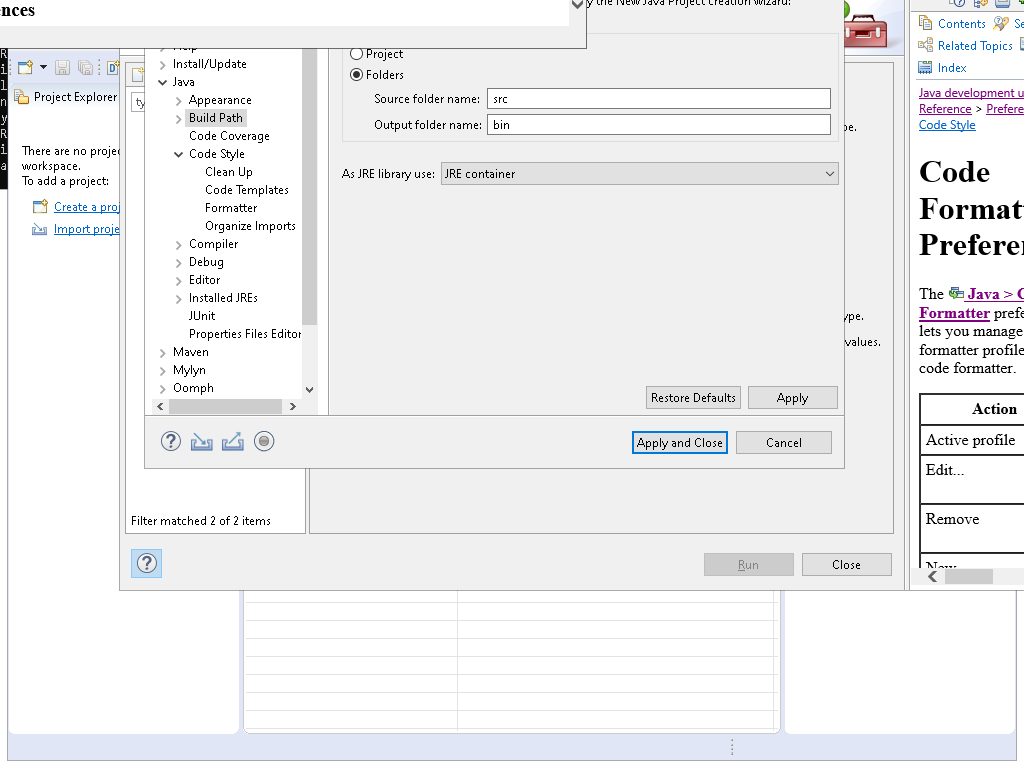 ences
y the New Java Project creation wizard:
Project
Folders
Source folder name:
src
Output folder name:
bin
As JRE library use:
JRE container
Help
Install/Update
Java
Appearance
Build Path
Code Coverage
Code Style
Clean Up
Code Templates
Formatter
Organize Imports
Compiler
Debug
Editor
Installed JREs
JUnit
Properties Files Editor
Maven
Mylyn
Oomph
Restore Defaults
Apply
Apply and Close
Cancel
Project Explorer
There are no projec
workspace.
To add a project:
Create a proj
Import proje
ty
pe.
ype.
values.
Filter matched 2 of 2 items
Run
Close
Contents
Se
Related Topics
Index
Java development u
Reference > Prefere
Code Style
Code
Formatt
Preferen
The Java > C
Formatter prefe
lets you manage
formatter profile
code formatter.
Action
Active profile
Edit...
Remove
New...